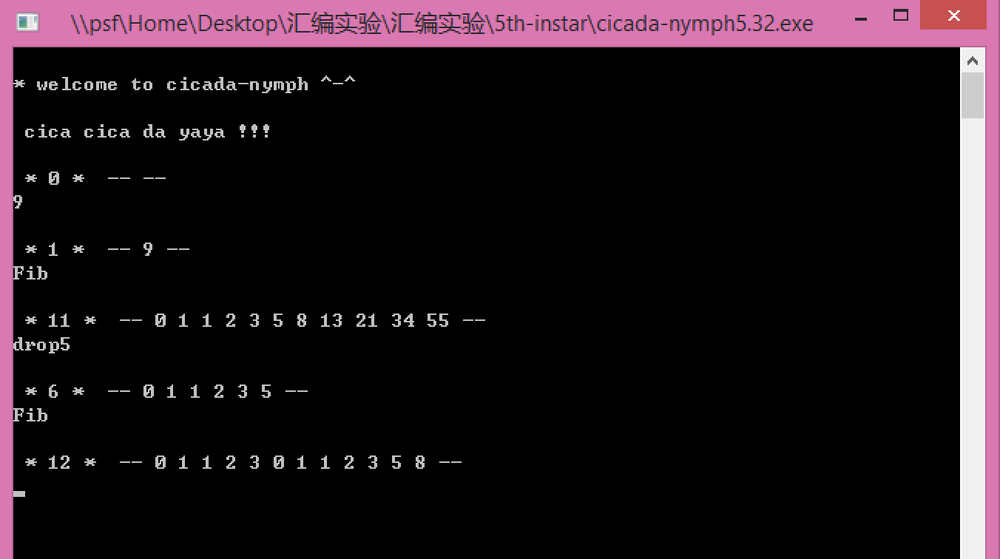 \\psf\Home\Desktop\汇编实验\汇编实验\5th-instar\cicada-nymph5.32.exe
* welcome to cicada-nymph ^-^
cica cica da yaya !!!
* 0 *  -- --
9
* 1 *  -- 9 --
Fib
* 11 *  -- 0 1 1 2 3 5 8 13 21 34 55 --
drop5
* 6 *  -- 0 1 1 2 3 5 --
Fib
* 12 *  -- 0 1 1 2 3 0 1 1 2 3 5 8 --